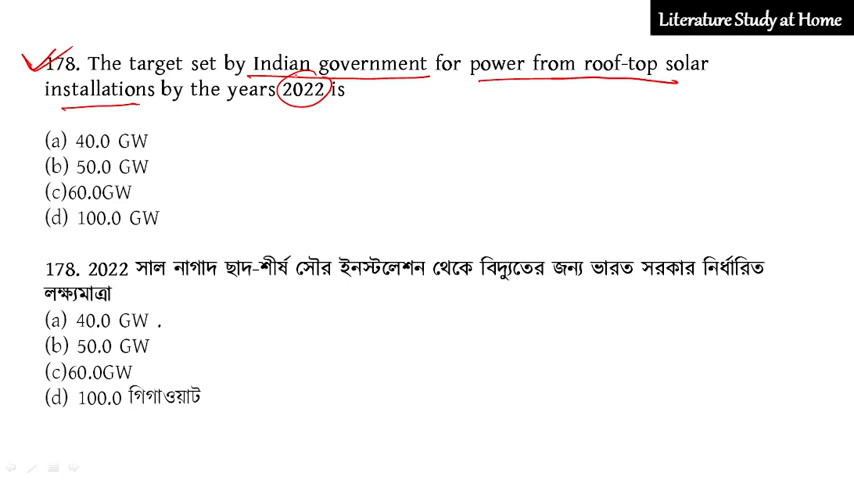 Literature Study at Home
178. The target set by Indian government for power from roof-top solar
installations by the years 2022 is
(a) 40.0 GW
(b) 50.0 GW
(c)60.0GW
(d) 100.0 GW
178. 2022 সাল নাগাদ ছাদ-শীর্ষ সৌর ইনস্টলেশন থেকে বিদ্যুতের জন্য ভারত সরকার নির্ধারিত
লক্ষ্যমাত্রা
(a) 40.0 GW .
(b) 50.0 GW
(c)60.0GW
(d) 100.0 গিগাওয়াট